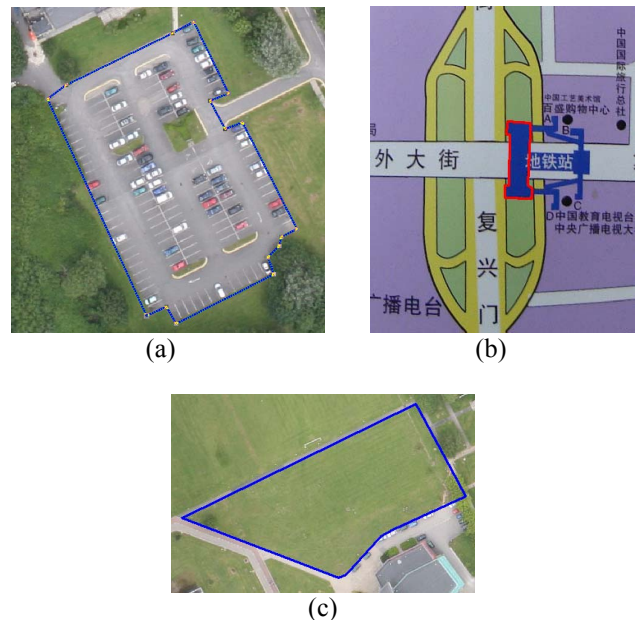 中国国际旅行总社
中国工艺美术馆
百盛购物中心
A
B
局
外大街
地铁站
C
D中国教育电视台
中央广播电视大
复兴门
广播电台
(a)
(b)
(c)